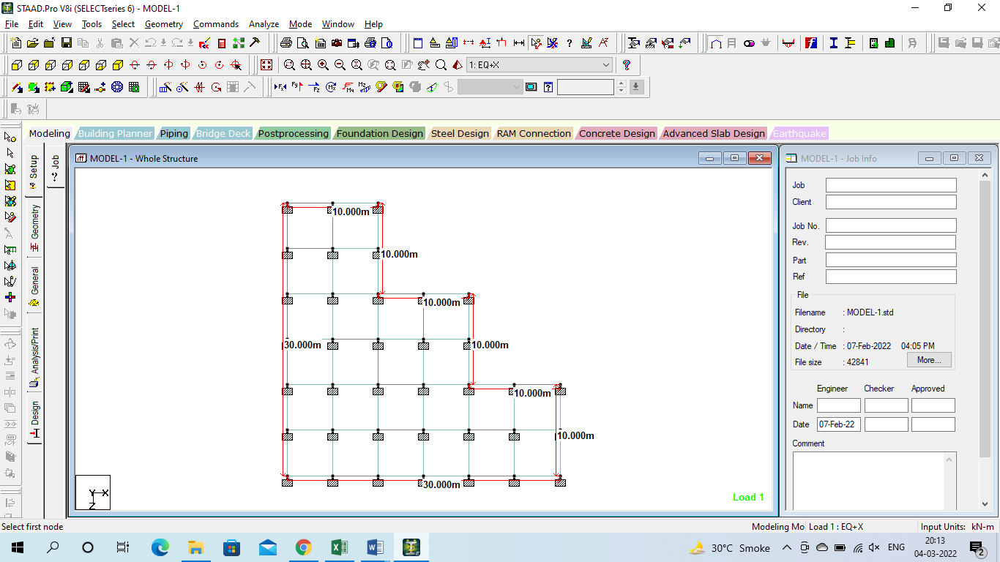 STAAD.Pro V8i (SELECTseries 6) - MODEL-1
File Edit View Tools Select Geometry Commands Analyze Mode Window Help
1: EQ+X
Modeling Building Planner Piping Bridge Deck Postprocessing Foundation Design Steel Design RAM Connection Concrete Design Advanced Slab Design Earthquake
Setup
Geometry
General
Analysis/Print
Design
Job
MODEL-1 - Whole Structure
10.000m
10.000m
10.000m
30.000m
10.000m
10.000m
10.000m
30.000m
Load 1
Y X
Z
MODEL-1 - Job Info
Job
Client
Job No.
Rev.
Part
Ref
File
Filename : MODEL-1.std
Directory :
Date / Time : 07-Feb-2022 04:05 PM
File size : 42841 More...
Engineer Checker Approved
Name
Date 07-Feb-22
Comment
Select first node
Modeling Mo Load 1 : EQ+X Input Units: kN-m
30°C Smoke ENG 20:13
04-03-2022 2